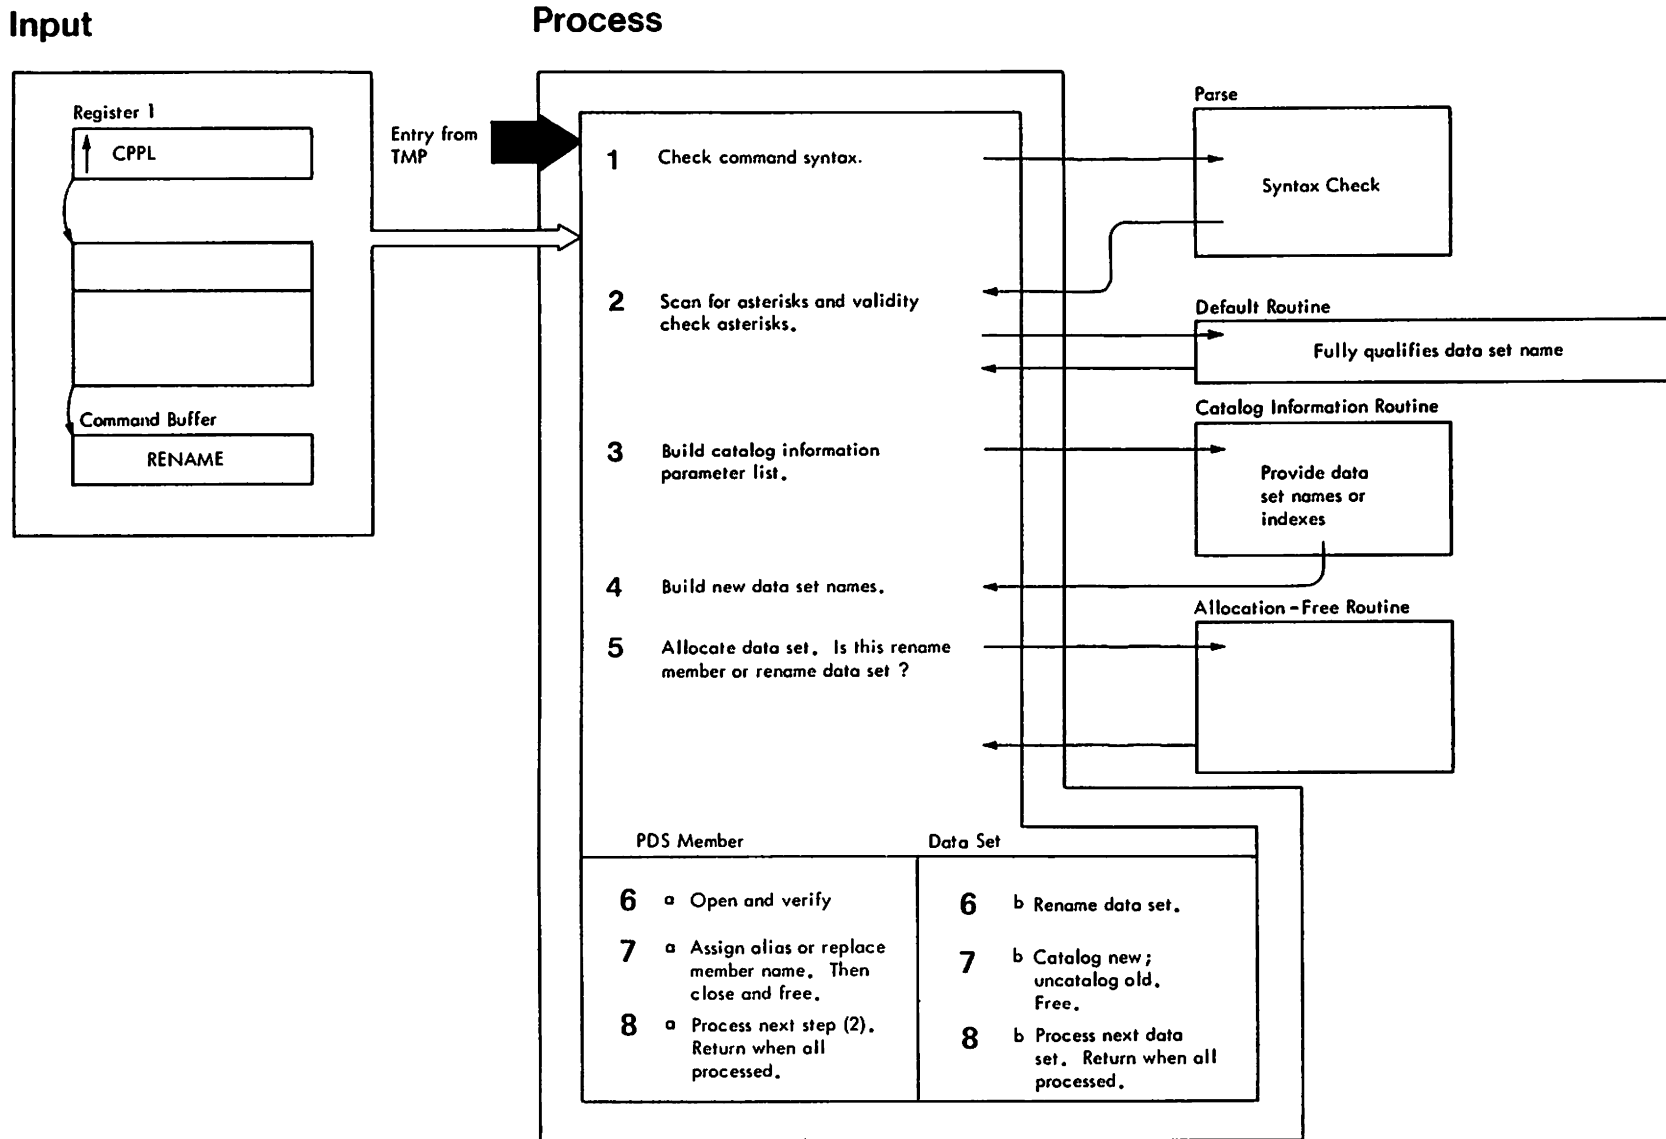 Input
Process
Register 1
CPPL
Command Buffer
RENAME
Entry from
TMP
1 Check command syntax.
2 Scan for asterisks and validity
check asterisks.
3 Build catalog information
parameter list.
4 Build new data set names.
5 Allocate data set. Is this rename
member or rename data set ?
Parse
Syntax Check
Default Routine
Fully qualifies data set name
Catalog Information Routine
Provide data
set names or
indexes
Allocation-Free Routine
PDS Member
6 a Open and verify
7 a Assign alias or replace
member name. Then
close and free.
8 a Process next step (2).
Return when all
processed.
Data Set
6 b Rename data set.
7 b Catalog new;
uncatalog old.
Free.
8 b Process next data
set. Return when all
processed.